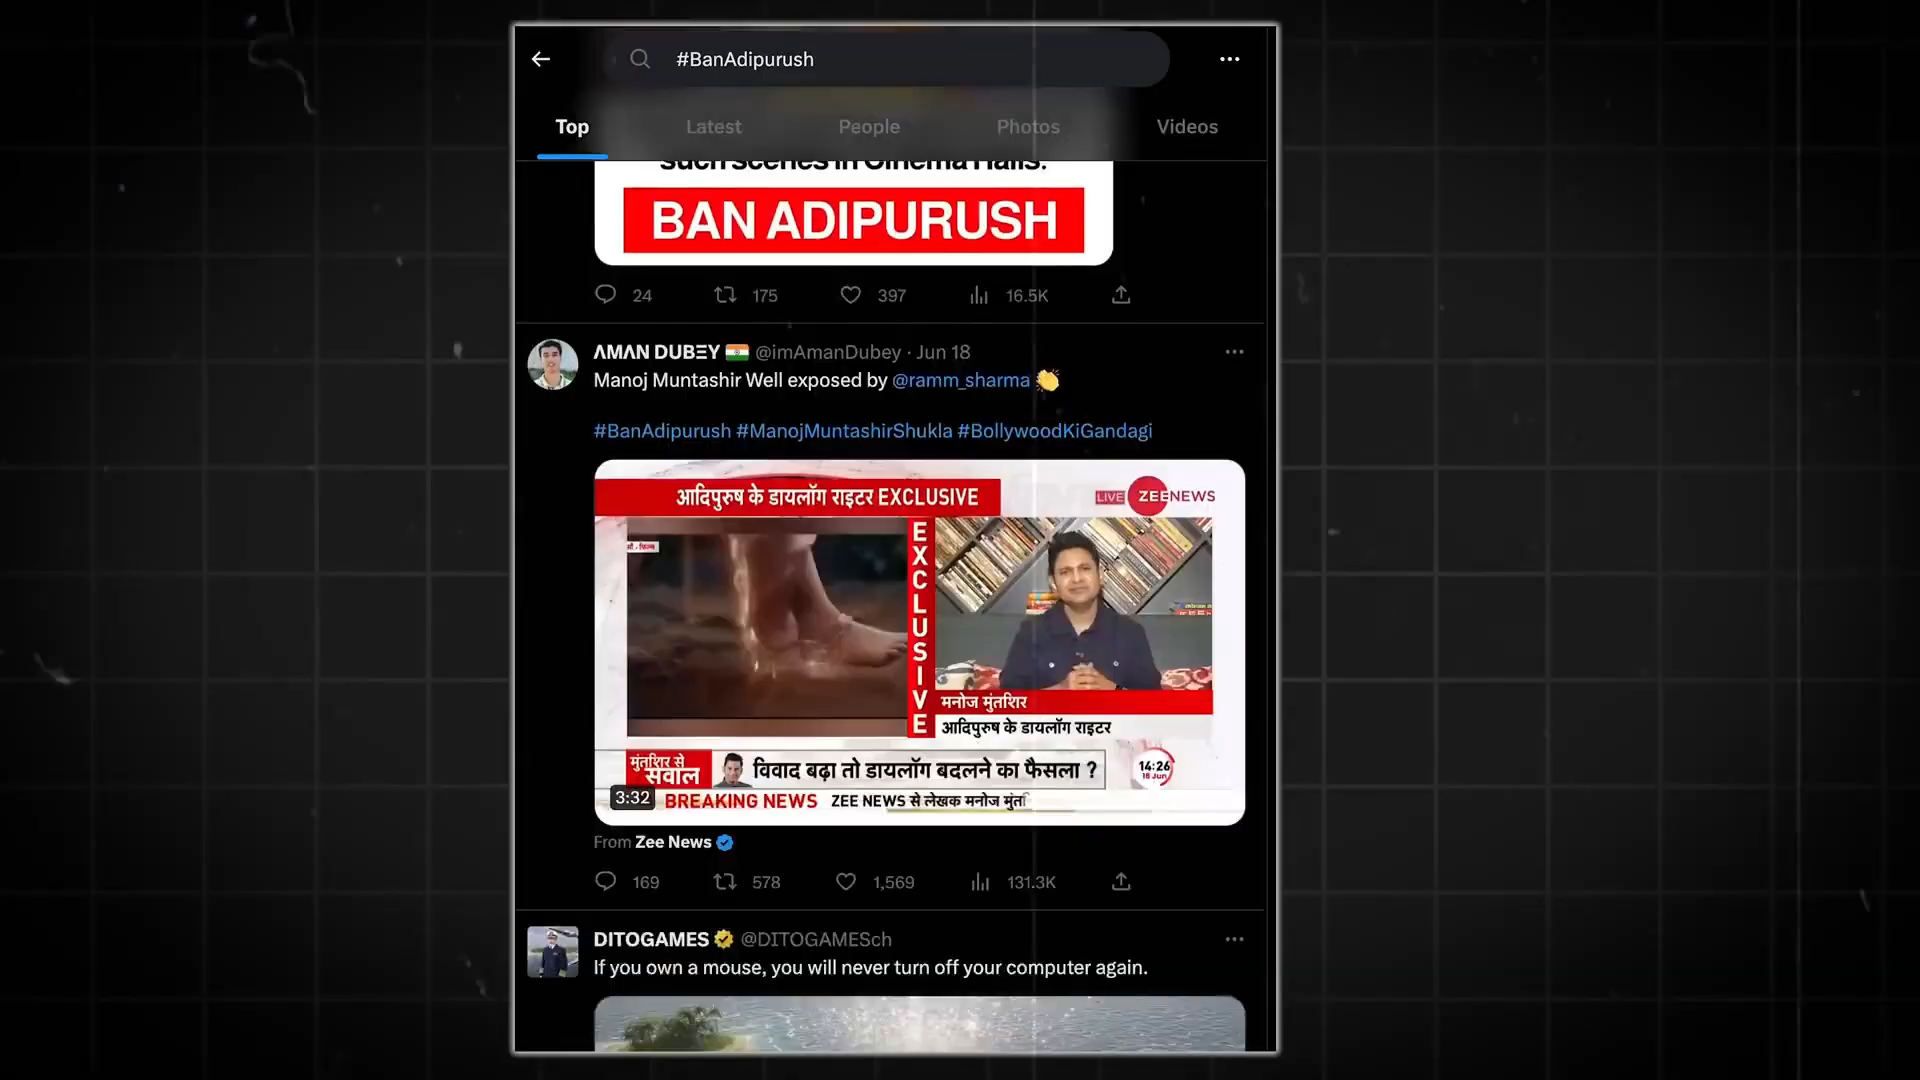 #BanAdipurush
Top Latest People Photos Videos
such scenes in Cinema Halls.
BAN ADIPURUSH
24 175 397 16.5K
AMAN DUBEY @imAmanDubey · Jun 18
Manoj Muntashir Well exposed by @ramm_sharma 👏
#BanAdipurush #ManojMuntashirShukla #BollywoodKiGandagi
आदिपुरुष के डायलॉग राइटर EXCLUSIVE
LIVE ZEENEWS
EXCLUSIVE
मनोज मुंतशिर
आदिपुरुष के डायलॉग राइटर
मुंतशिर से
सवाल
विवाद बढ़ा तो डायलॉग बदलने का फैसला ?
14:26
18 Jun
3:32
BREAKING NEWS ZEE NEWS से लेखक मनोज
From Zee News
169 578 1,569 131.3K
DITOGAMES @DITOGAMESch
If you own a mouse, you will never turn off your computer again.